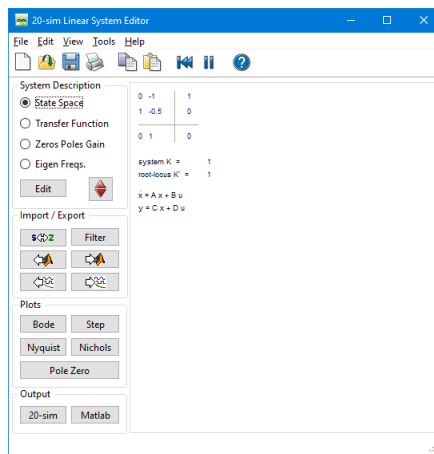 20-sim Linear System Editor
File Edit View Tools Help
System Description
State Space
Transfer Function
Zeros Poles Gain
Eigen Freqs.
Edit
Import / Export
S Z Filter
Plots
Bode Step
Nyquist Nichols
Pole Zero
Output
20-sim Matlab
0 -1 1
1 -0.5 0
0 1 0
system K = 1
root-locus K' = 1
ẋ = A x + B u
y = C x + D u